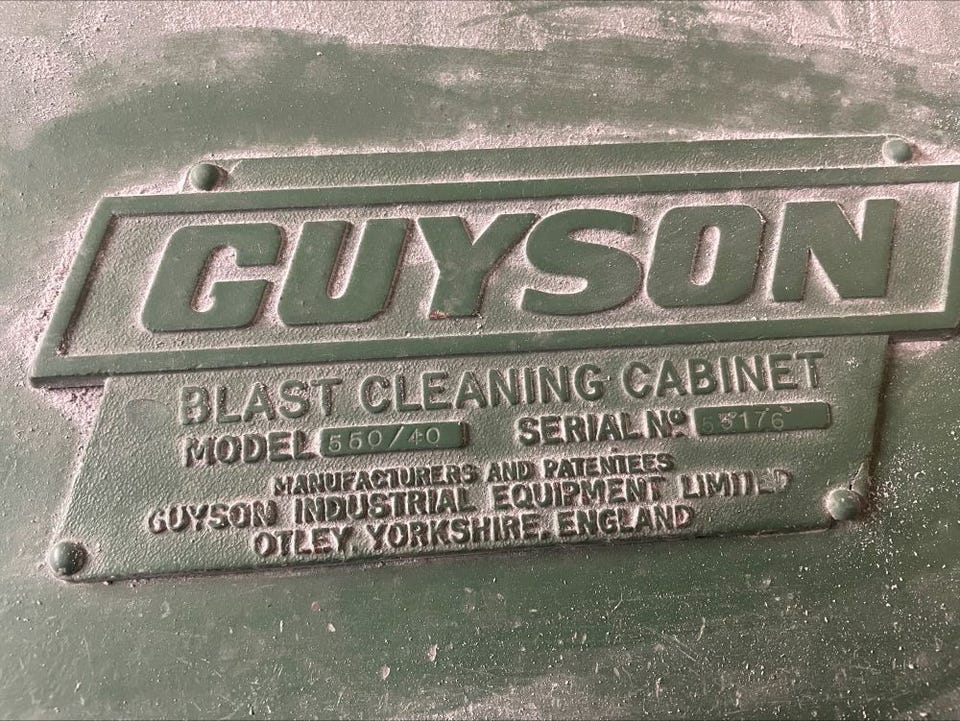 GUYSON
BLAST CLEANING CABINET
MODEL 550/40 SERIAL Nº 53176
MANUFACTURERS AND PATENTEES
GUYSON INDUSTRIAL EQUIPMENT LIMITED
OTLEY, YORKSHIRE, ENGLAND